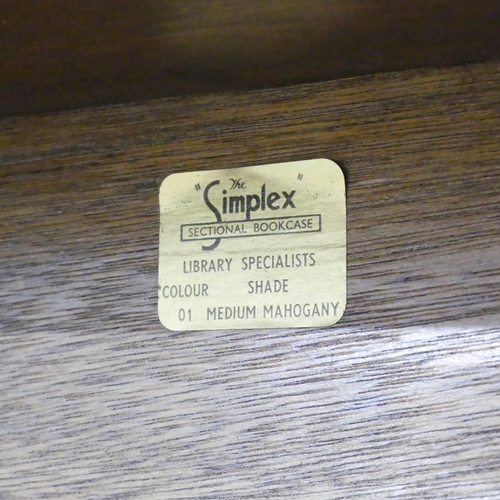 "The
Simplex"
SECTIONAL BOOKCASE
LIBRARY SPECIALISTS
COLOUR SHADE
01 MEDIUM MAHOGANY